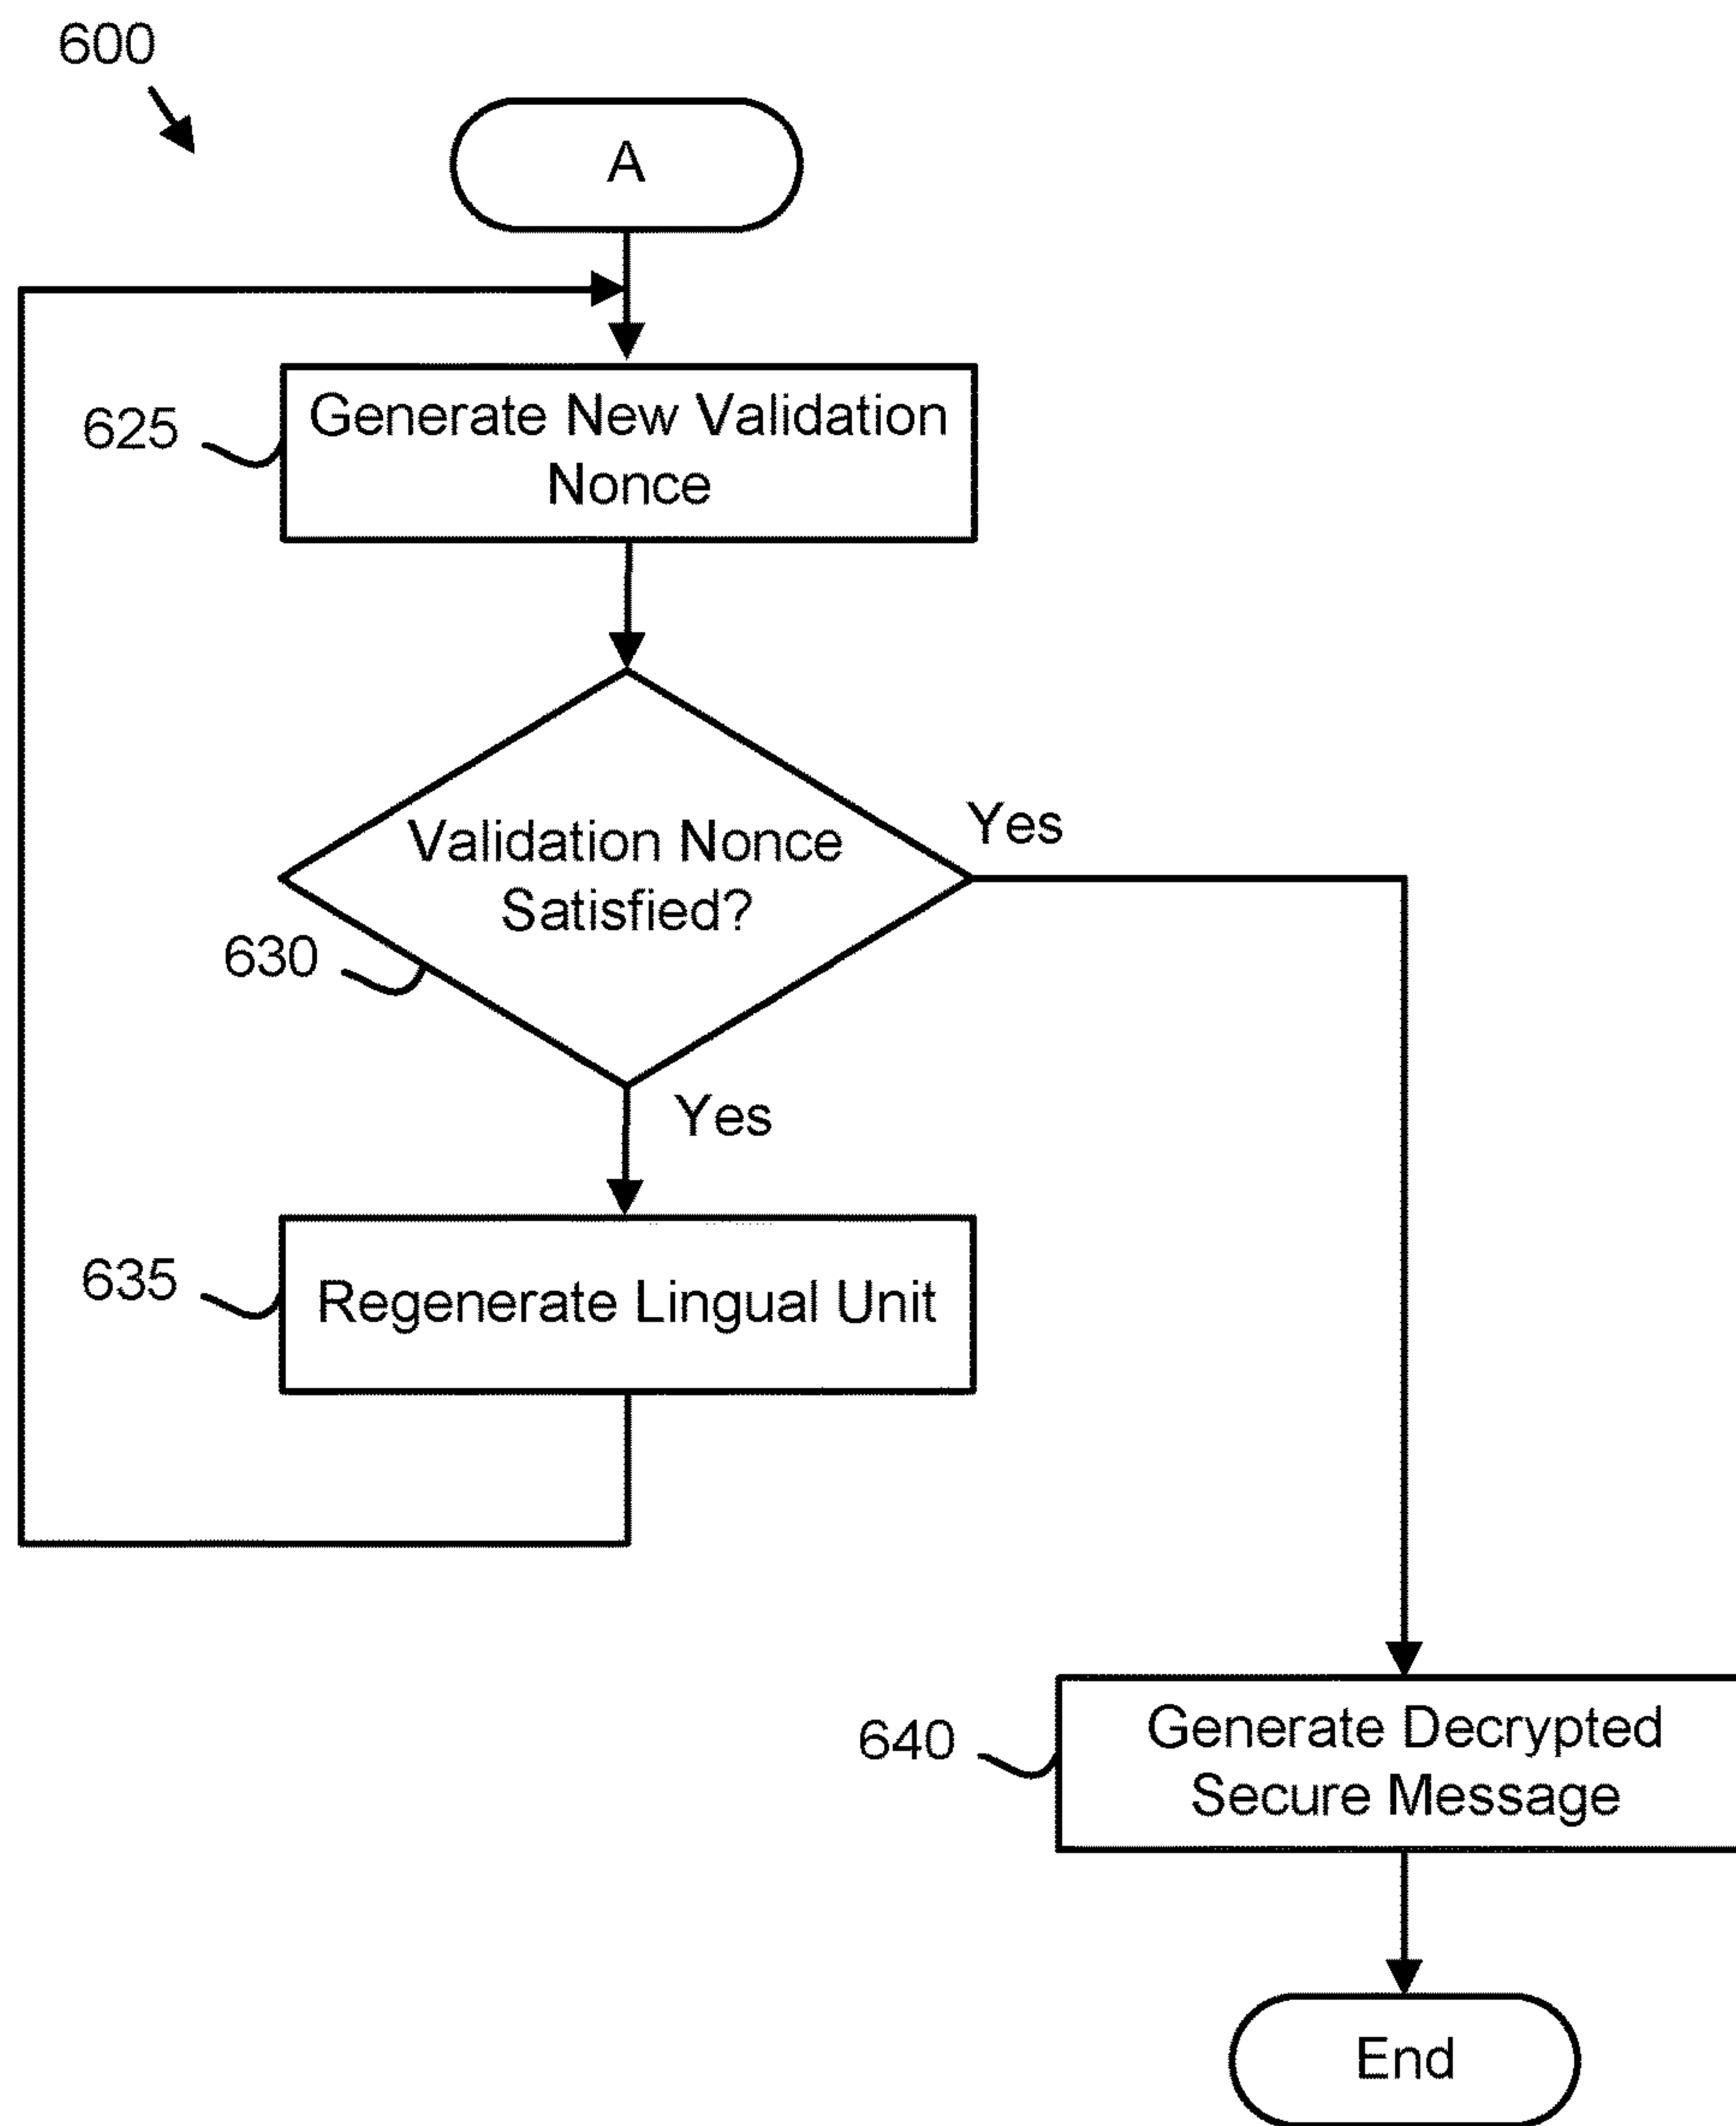 600
A
625
Generate New Validation
Nonce
Validation Nonce
Satisfied?
Yes
630
Yes
635
Regenerate Lingual Unit
640
Generate Decrypted
Secure Message
End